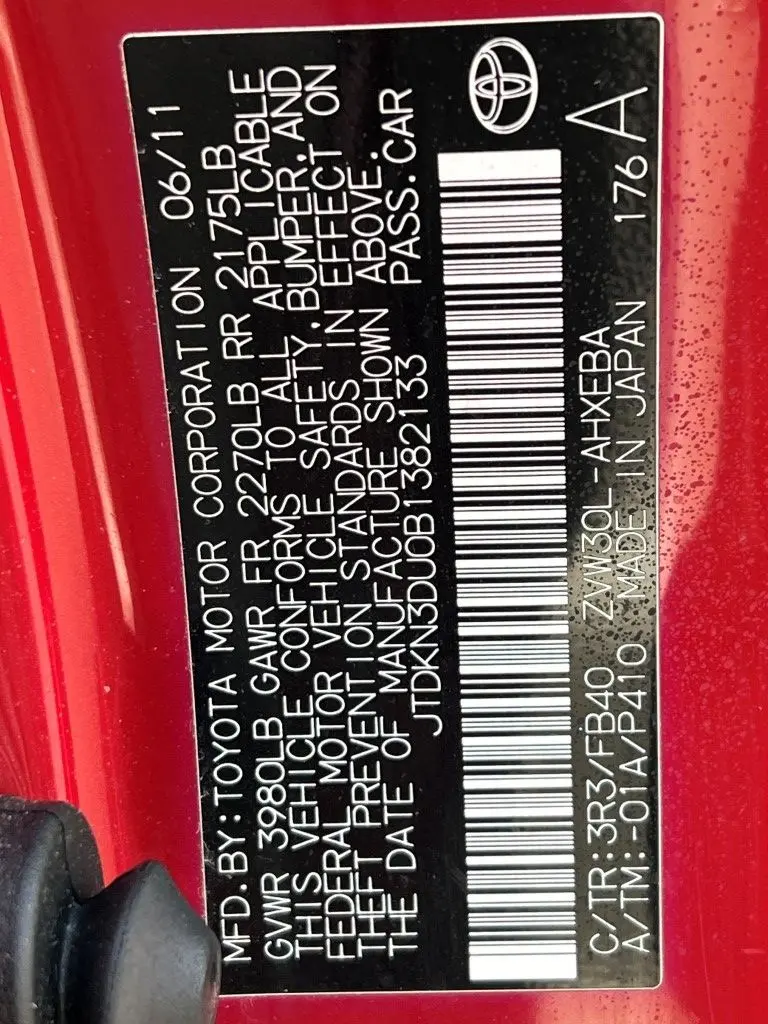 MFD.BY:TOYOTA MOTOR CORPORATION 06/11
GVWR 3980LB GAWR FR 2270LB RR 2175LB
THIS VEHICLE CONFORMS TO ALL APPLICABLE
FEDERAL MOTOR VEHICLE SAFETY, BUMPER, AND
THEFT PREVENTION STANDARDS IN EFFECT ON
THE DATE OF MANUFACTURE SHOWN ABOVE.
JTDKN3DU0B1382133 PASS.CAR
C/TR:3R3/FB40 ZVW30L-AHXEBA
A/TM:-01A/P410 MADE IN JAPAN 176 A